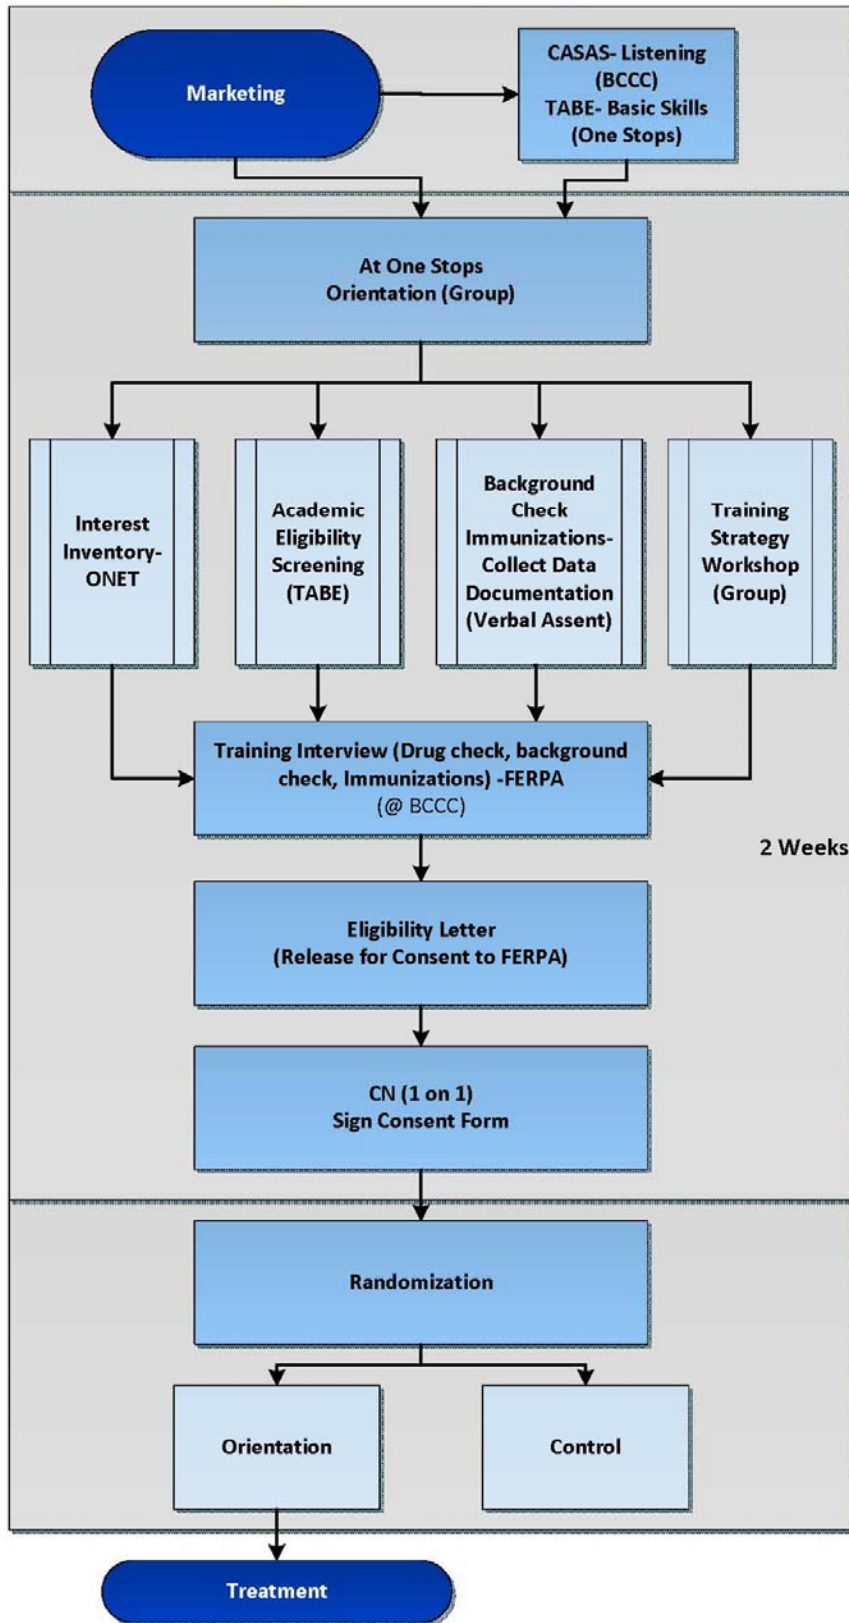 Marketing
CASAS- Listening
(BCCC)
TABE- Basic Skills
(One Stops)
At One Stops
Orientation (Group)
Interest
Inventory-
ONET
Academic
Eligibility
Screening
(TABE)
Background
Check
Immunizations-
Collect Data
Documentation
(Verbal Assent)
Training
Strategy
Workshop
(Group)
Training Interview (Drug check, background
check, Immunizations) -FERPA
(@ BCCC)
2 Weeks
Eligibility Letter
(Release for Consent to FERPA)
CN (1 on 1)
Sign Consent Form
Randomization
Orientation
Control
Treatment